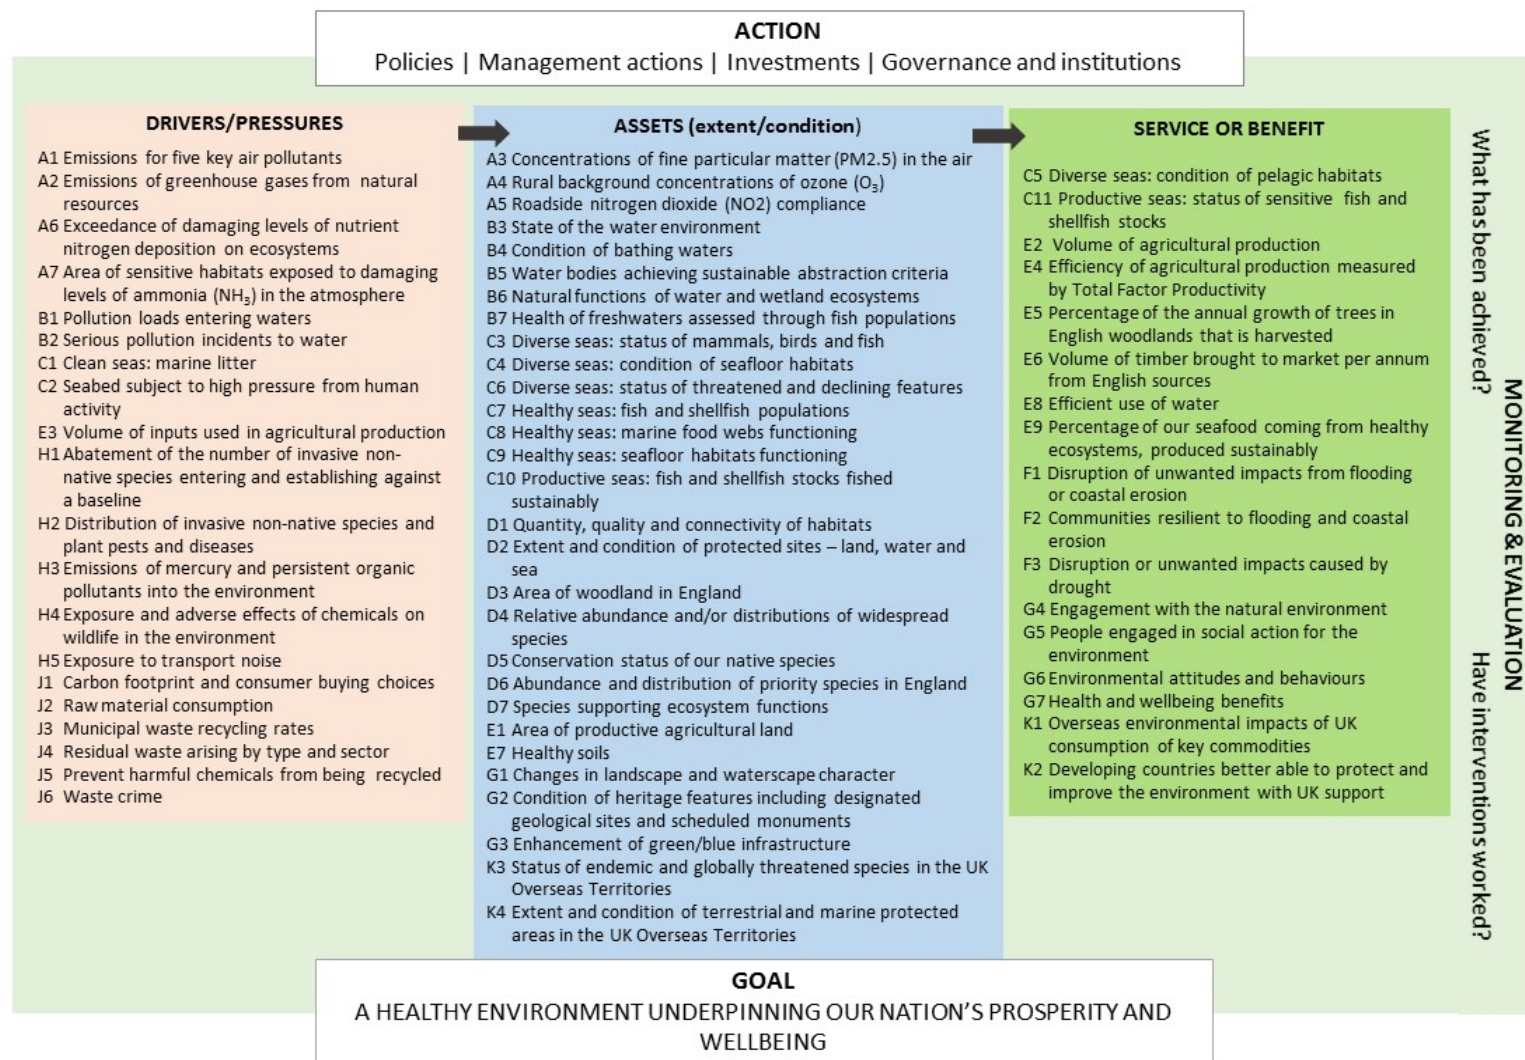 ACTION
Policies | Management actions | Investments | Governance and institutions
DRIVERS/PRESSURES
A1 Emissions for five key air pollutants
A2 Emissions of greenhouse gases from natural
resources
A6 Exceedance of damaging levels of nutrient
nitrogen deposition on ecosystems
A7 Area of sensitive habitats exposed to damaging
levels of ammonia (NH₃) in the atmosphere
B1 Pollution loads entering waters
B2 Serious pollution incidents to water
C1 Clean seas: marine litter
C2 Seabed subject to high pressure from human
activity
E3 Volume of inputs used in agricultural production
H1 Abatement of the number of invasive non-
native species entering and establishing against
a baseline
H2 Distribution of invasive non-native species and
plant pests and diseases
H3 Emissions of mercury and persistent organic
pollutants into the environment
H4 Exposure and adverse effects of chemicals on
wildlife in the environment
H5 Exposure to transport noise
J1 Carbon footprint and consumer buying choices
J2 Raw material consumption
J3 Municipal waste recycling rates
J4 Residual waste arising by type and sector
J5 Prevent harmful chemicals from being recycled
J6 Waste crime
ASSETS (extent/condition)
A3 Concentrations of fine particular matter (PM2.5) in the air
A4 Rural background concentrations of ozone (O₃)
A5 Roadside nitrogen dioxide (NO2) compliance
B3 State of the water environment
B4 Condition of bathing waters
B5 Water bodies achieving sustainable abstraction criteria
B6 Natural functions of water and wetland ecosystems
B7 Health of freshwaters assessed through fish populations
C3 Diverse seas: status of mammals, birds and fish
C4 Diverse seas: condition of seafloor habitats
C6 Diverse seas: status of threatened and declining features
C7 Healthy seas: fish and shellfish populations
C8 Healthy seas: marine food webs functioning
C9 Healthy seas: seafloor habitats functioning
C10 Productive seas: fish and shellfish stocks fished
sustainably
D1 Quantity, quality and connectivity of habitats
D2 Extent and condition of protected sites – land, water and
sea
D3 Area of woodland in England
D4 Relative abundance and/or distributions of widespread
species
D5 Conservation status of our native species
D6 Abundance and distribution of priority species in England
D7 Species supporting ecosystem functions
E1 Area of productive agricultural land
E7 Healthy soils
G1 Changes in landscape and waterscape character
G2 Condition of heritage features including designated
geological sites and scheduled monuments
G3 Enhancement of green/blue infrastructure
K3 Status of endemic and globally threatened species in the UK
Overseas Territories
K4 Extent and condition of terrestrial and marine protected
areas in the UK Overseas Territories
SERVICE OR BENEFIT
C5 Diverse seas: condition of pelagic habitats
C11 Productive seas: status of sensitive fish and
shellfish stocks
E2 Volume of agricultural production
E4 Efficiency of agricultural production measured
by Total Factor Productivity
E5 Percentage of the annual growth of trees in
English woodlands that is harvested
E6 Volume of timber brought to market per annum
from English sources
E8 Efficient use of water
E9 Percentage of our seafood coming from healthy
ecosystems, produced sustainably
F1 Disruption of unwanted impacts from flooding
or coastal erosion
F2 Communities resilient to flooding and coastal
erosion
F3 Disruption or unwanted impacts caused by
drought
G4 Engagement with the natural environment
G5 People engaged in social action for the
environment
G6 Environmental attitudes and behaviours
G7 Health and wellbeing benefits
K1 Overseas environmental impacts of UK
consumption of key commodities
K2 Developing countries better able to protect and
improve the environment with UK support
What has been achieved?
Have interventions worked?
MONITORING & EVALUATION
GOAL
A HEALTHY ENVIRONMENT UNDERPINNING OUR NATION'S PROSPERITY AND
WELLBEING